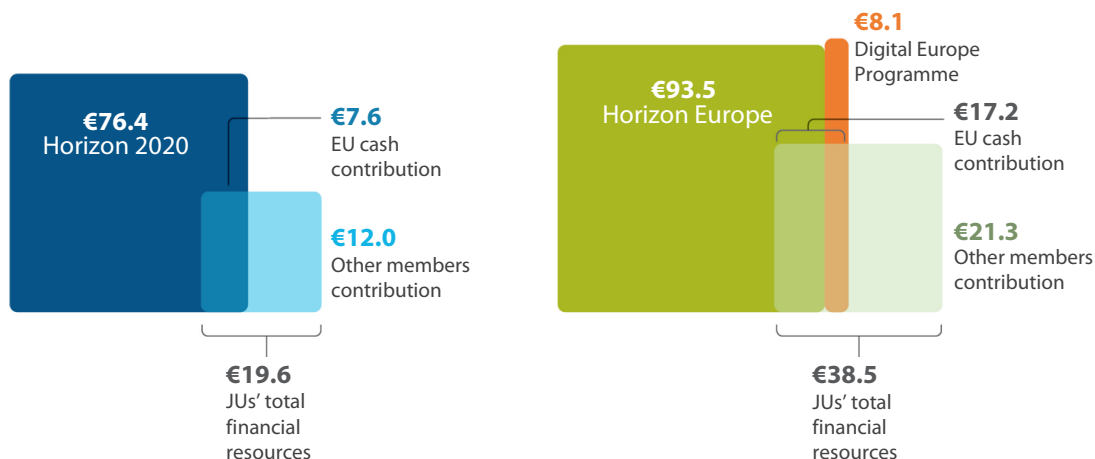 €76.4
Horizon 2020
€7.6
EU cash
contribution
€12.0
Other members
contribution
€19.6
JUs’ total
financial
resources
€8.1
Digital Europe
Programme
€93.5
Horizon Europe
€17.2
EU cash
contribution
€21.3
Other members
contribution
€38.5
JUs’ total
financial
resources